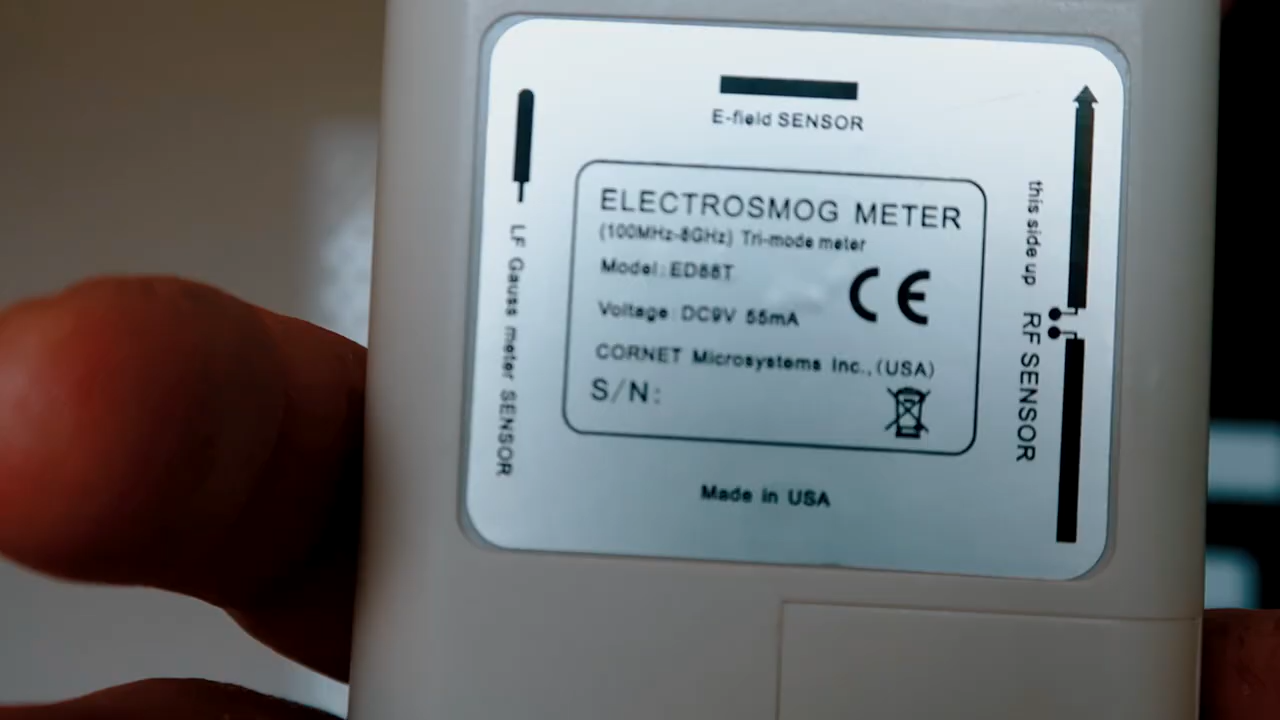 E-field SENSOR
LF Gauss meter SENSOR
ELECTROSMOG METER
(100MHz-8GHz) Tri-mode meter
Model: ED88T
Voltage: DC9V 55mA
CE
CORNET Microsystems Inc., (USA)
S/N:
this side up
RF SENSOR
Made in USA